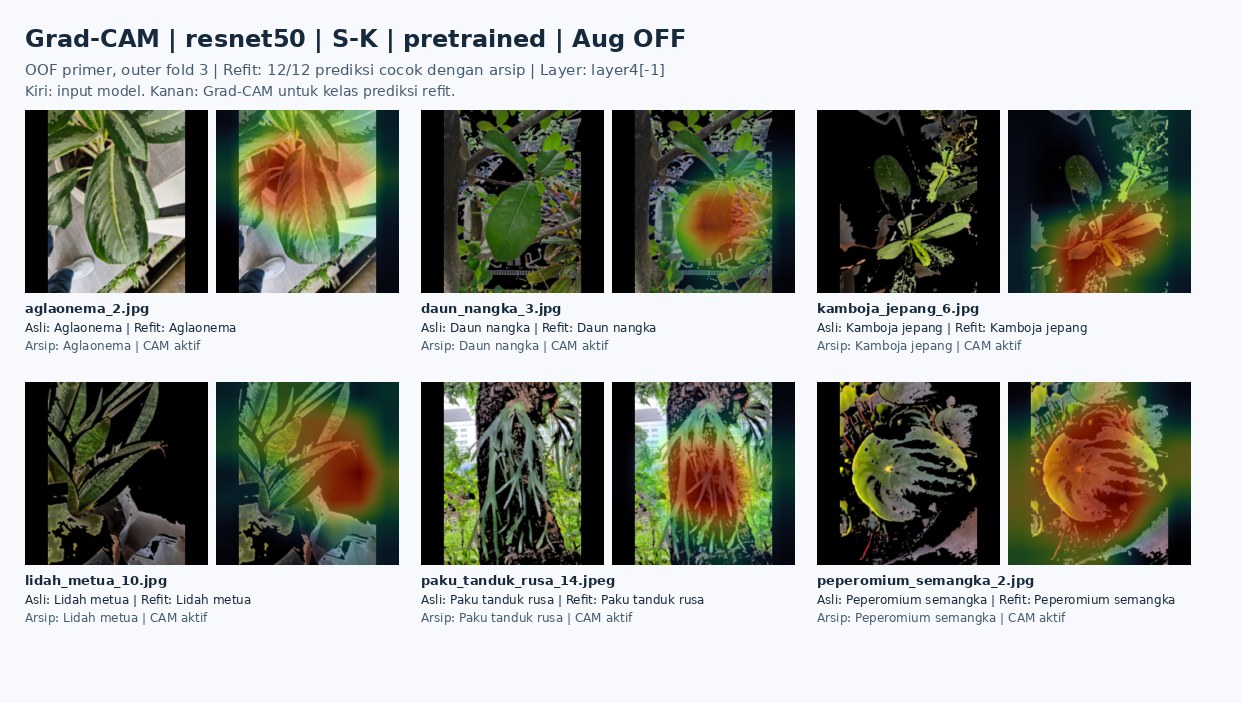 Grad-CAM | resnet50 | S-K | pretrained | Aug OFF
OOF primer, outer fold 3 | Refit: 12/12 prediksi cocok dengan arsip | Layer: layer4[-1]
Kiri: input model. Kanan: Grad-CAM untuk kelas prediksi refit.
aglaonema_2.jpg
Asli: Aglaonema | Refit: Aglaonema
Arsip: Aglaonema | CAM aktif
daun_nangka_3.jpg
Asli: Daun nangka | Refit: Daun nangka
Arsip: Daun nangka | CAM aktif
kamboja_jepang_6.jpg
Asli: Kamboja jepang | Refit: Kamboja jepang
Arsip: Kamboja jepang | CAM aktif
lidah_metua_10.jpg
Asli: Lidah metua | Refit: Lidah metua
Arsip: Lidah metua | CAM aktif
paku_tanduk_rusa_14.jpeg
Asli: Paku tanduk rusa | Refit: Paku tanduk rusa
Arsip: Paku tanduk rusa | CAM aktif
peperomium_semangka_2.jpg
Asli: Peperomium semangka | Refit: Peperomium semangka
Arsip: Peperomium semangka | CAM aktif